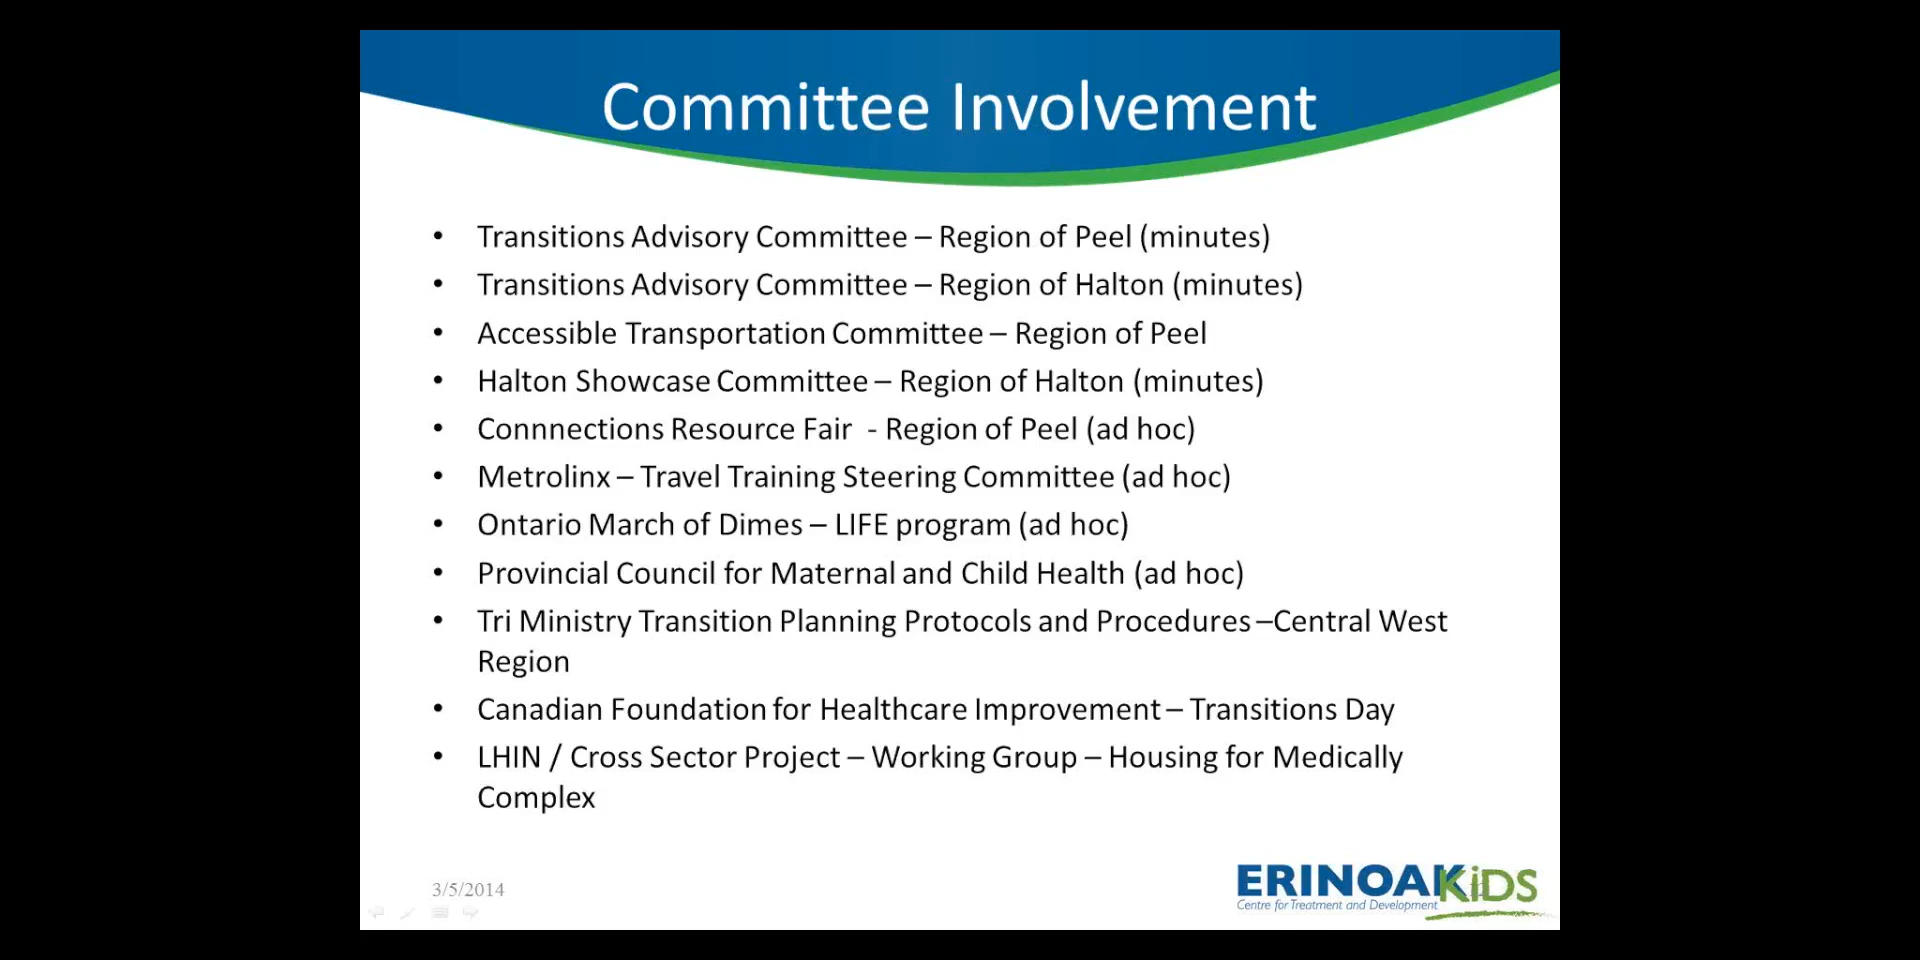 Committee Involvement
• Transitions Advisory Committee – Region of Peel (minutes)
• Transitions Advisory Committee – Region of Halton (minutes)
• Accessible Transportation Committee – Region of Peel
• Halton Showcase Committee – Region of Halton (minutes)
• Connnections Resource Fair  - Region of Peel (ad hoc)
• Metrolinx – Travel Training Steering Committee (ad hoc)
• Ontario March of Dimes – LIFE program (ad hoc)
• Provincial Council for Maternal and Child Health (ad hoc)
• Tri Ministry Transition Planning Protocols and Procedures –Central West
Region
• Canadian Foundation for Healthcare Improvement – Transitions Day
• LHIN / Cross Sector Project – Working Group – Housing for Medically
Complex
3/5/2014
ERINOAKKiDS
Centre for Treatment and Development